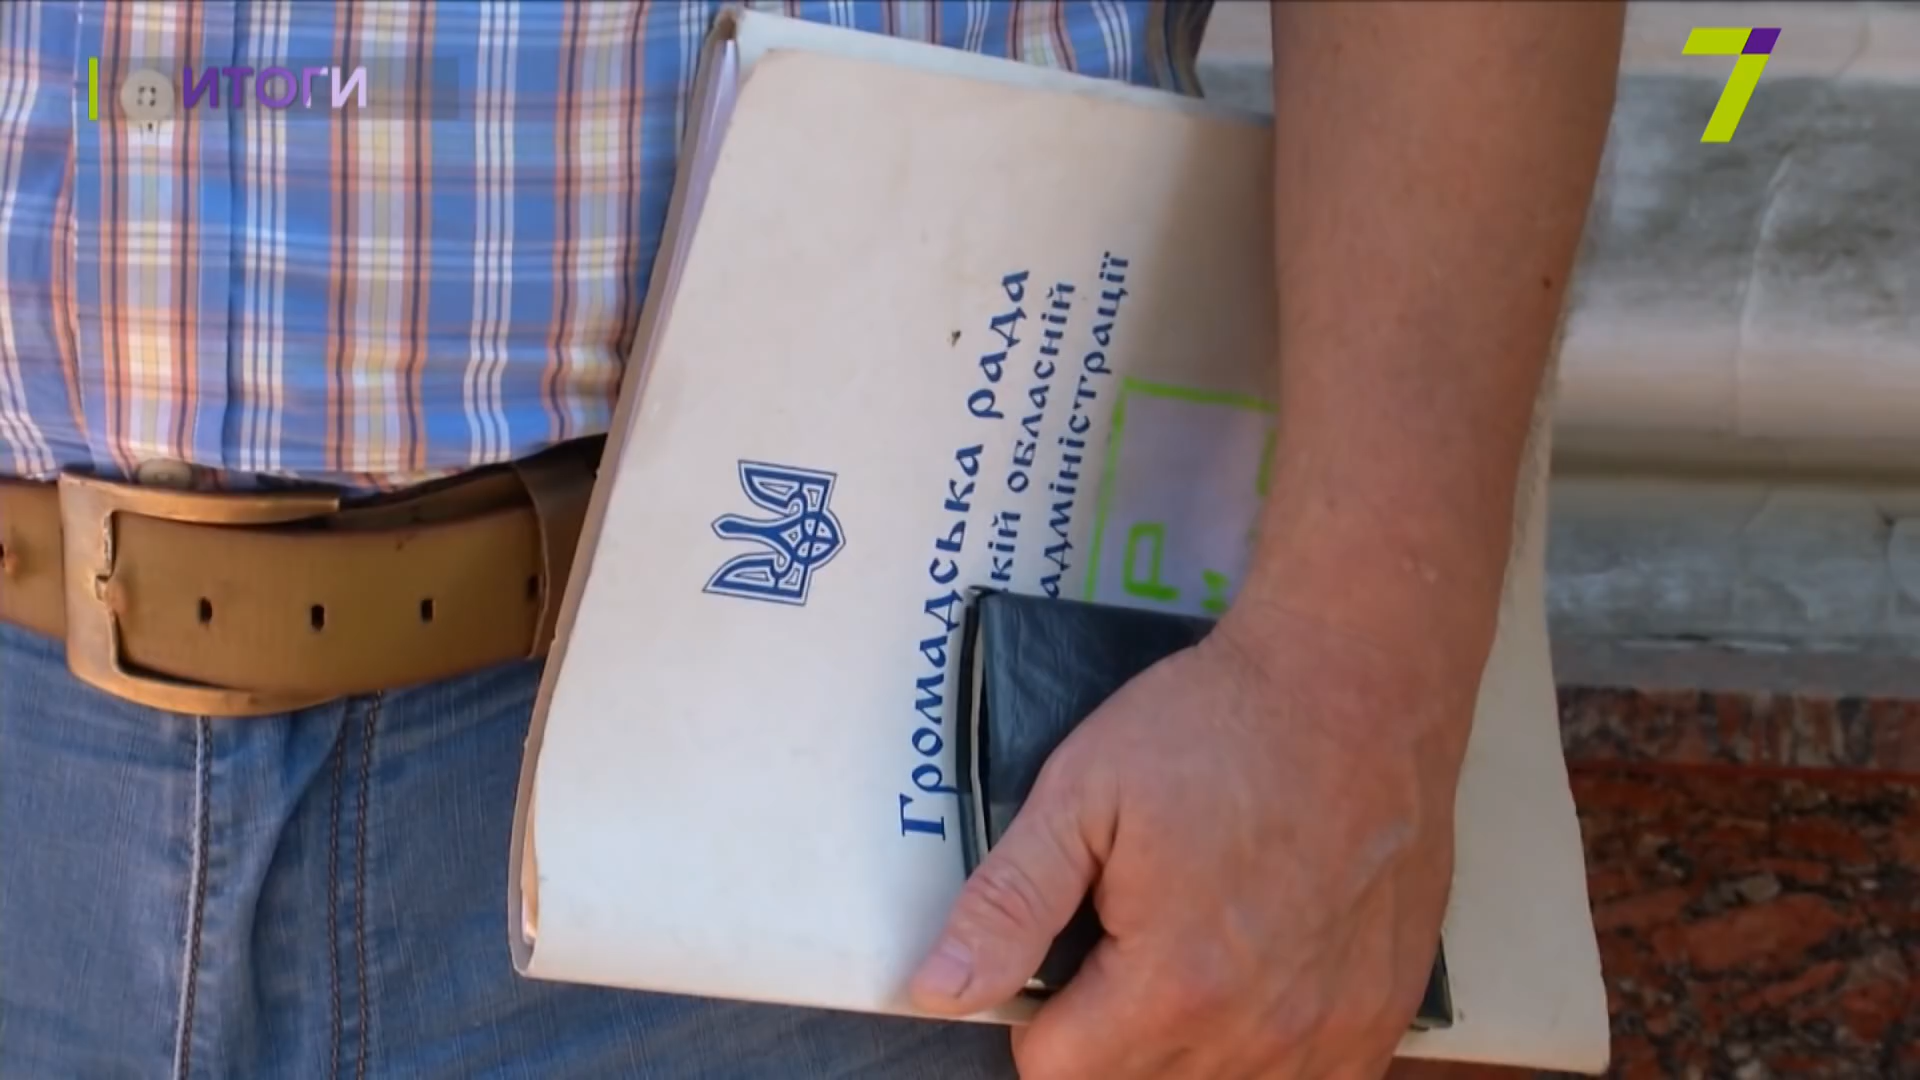 ИТОГИ
7
Громадська рада
кій обласній
адміністрації
Р
и